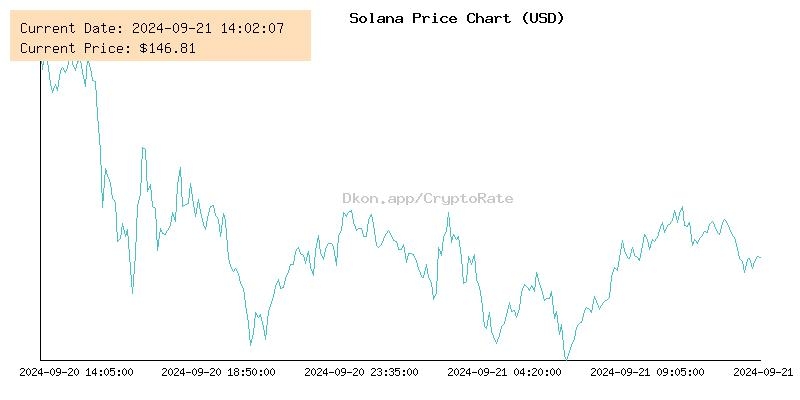 Solana Price Chart (USD)
Current Date: 2024-09-21 14:02:07
Current Price: $146.81
Dkon.app/CryptoRate
2024-09-20 14:05:00
2024-09-20 18:50:00
2024-09-20 23:35:00
2024-09-21 04:20:00
2024-09-21 09:05:00
2024-09-21